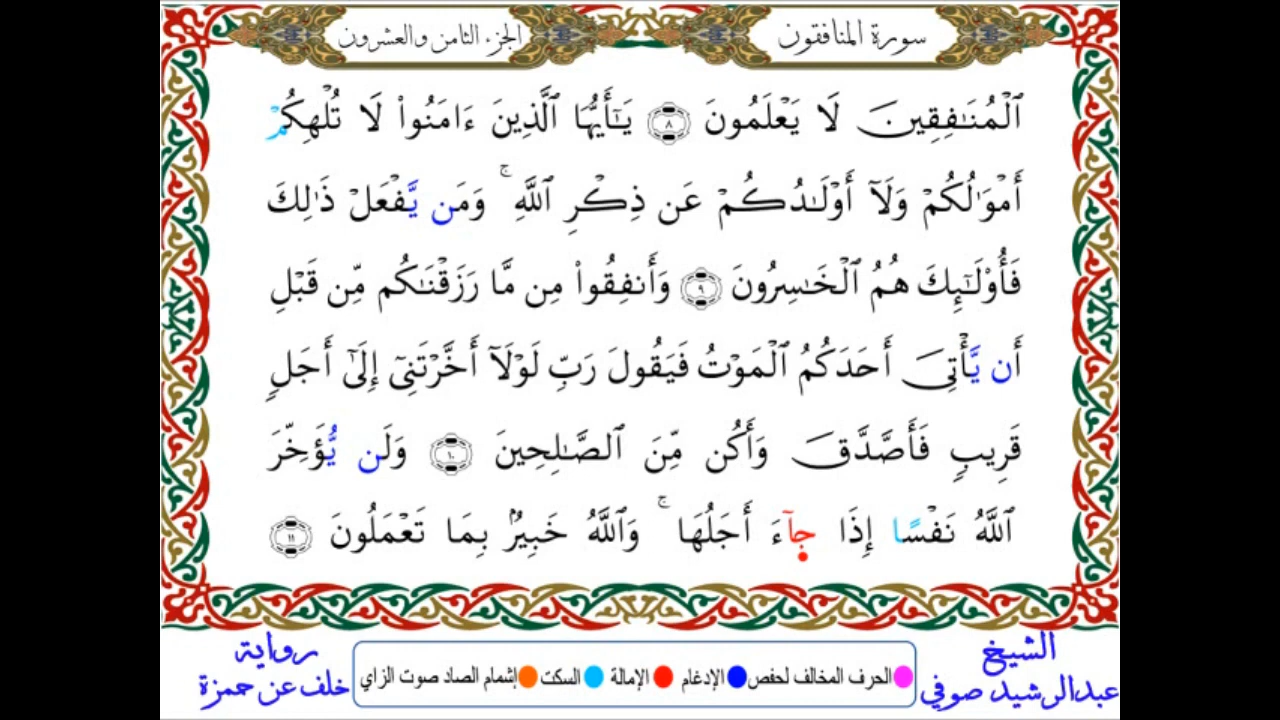 سورة المنافقون
الجزء الثامن والعشرون
ٱلْمُنَٰفِقِينَ لَا يَعْلَمُونَ ٨ يَٰٓأَيُّهَا ٱلَّذِينَ ءَامَنُوا۟ لَا تُلْهِكُمْ
أَمْوَٰلُكُمْ وَلَآ أَوْلَٰدُكُمْ عَن ذِكْرِ ٱللَّهِ ۚ وَمَن يَّفْعَلْ ذَٰلِكَ
فَأُو۟لَٰٓئِكَ هُمُ ٱلْخَٰسِرُونَ ٩ وَأَنفِقُوا۟ مِن مَّا رَزَقْنَٰكُم مِّن قَبْلِ
أَن يَّأْتِىَ أَحَدَكُمُ ٱلْمَوْتُ فَيَقُولَ رَبِّ لَوْلَآ أَخَّرْتَنِىٓ إِلَىٰٓ أَجَلٍ
قَرِيبٍ فَأَصَّدَّقَ وَأَكُن مِّنَ ٱلصَّٰلِحِينَ ١٠ وَلَن يُّؤَخِّرَ
ٱللَّهُ نَفْسًا إِذَا جَآءَ أَجَلُهَا ۚ وَٱللَّهُ خَبِيرٌۢ بِمَا تَعْمَلُونَ ١١
الشيخ
عبدالرشيد صوفي
الحرف المخالف لحفص الإدغام الإمالة السكت إشمام الصاد صوت الزاي
رواية
خلف عن حمزة